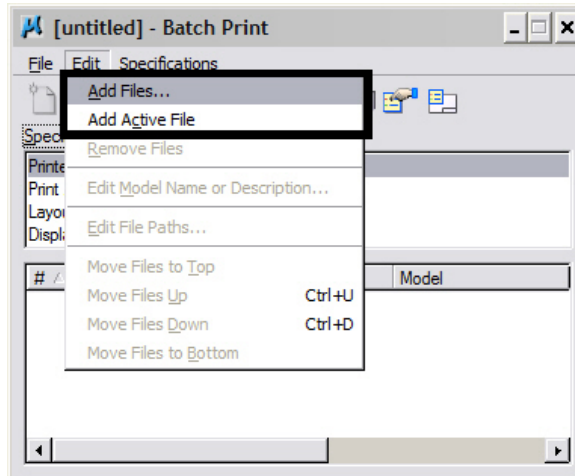 [untitled] - Batch Print
File Edit Specifications
Add Files...
Add Active File
Remove Files
Edit Model Name or Description...
Edit File Paths...
Move Files to Top
Move Files Up Ctrl+U
Move Files Down Ctrl+D
Move Files to Bottom
Print
# Model